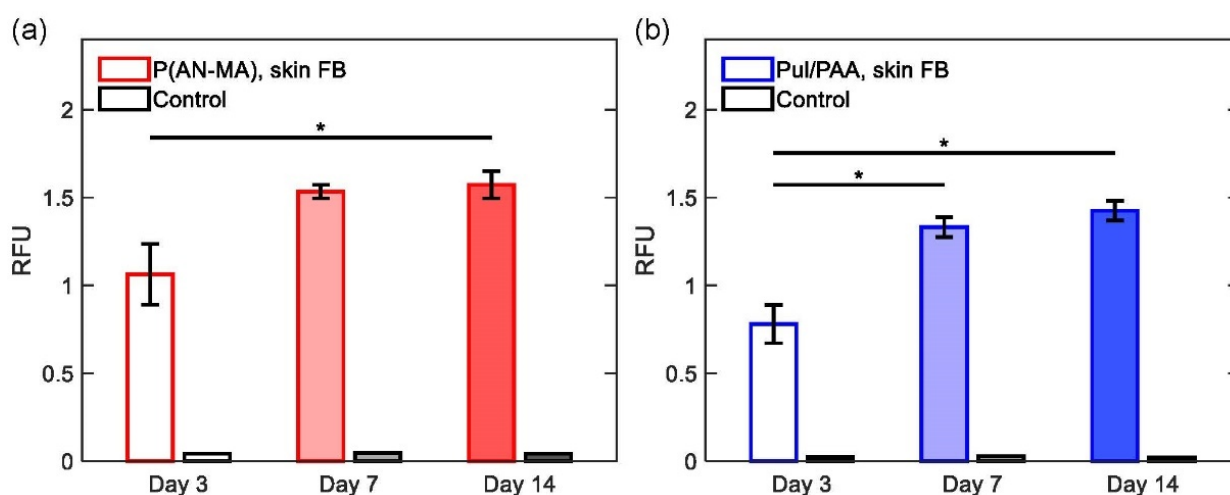 (a)
P(AN-MA), skin FB
Control
*
2
1.5
1
0.5
0
RFU
Day 3 Day 7 Day 14
(b)
Pul/PAA, skin FB
Control
*
*
2
1.5
1
0.5
0
RFU
Day 3 Day 7 Day 14